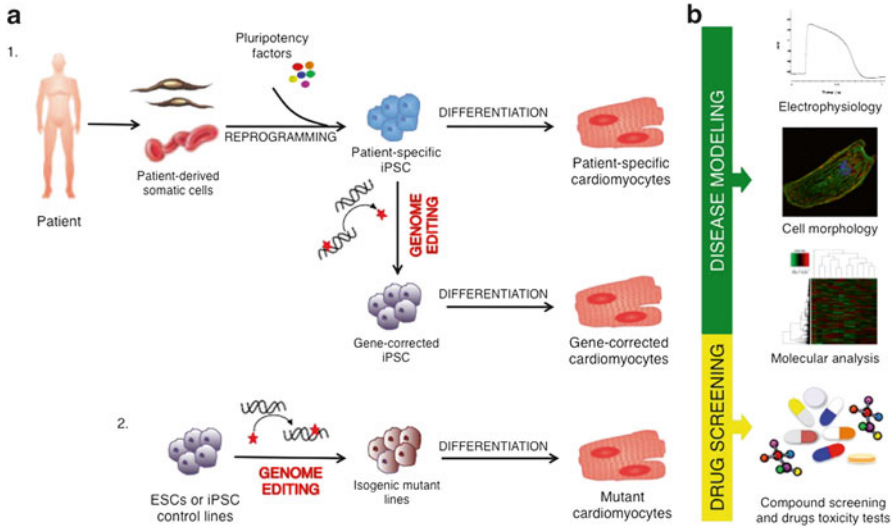 a
b
1.
Pluripotency
factors
REPROGRAMMING
DIFFERENTIATION
Patient
Patient-derived
somatic cells
Patient-specific
iPSC
Patient-specific
cardiomyocytes
GENOME
EDITING
DIFFERENTIATION
Gene-corrected
iPSC
Gene-corrected
cardiomyocytes
2.
GENOME
EDITING
DIFFERENTIATION
ESCs or iPSC
control lines
Isogenic mutant
lines
Mutant
cardiomyocytes
DISEASE MODELING
DRUG SCREENING
Electrophysiology
Cell morphology
Molecular analysis
Compound screening
and drugs toxicity tests